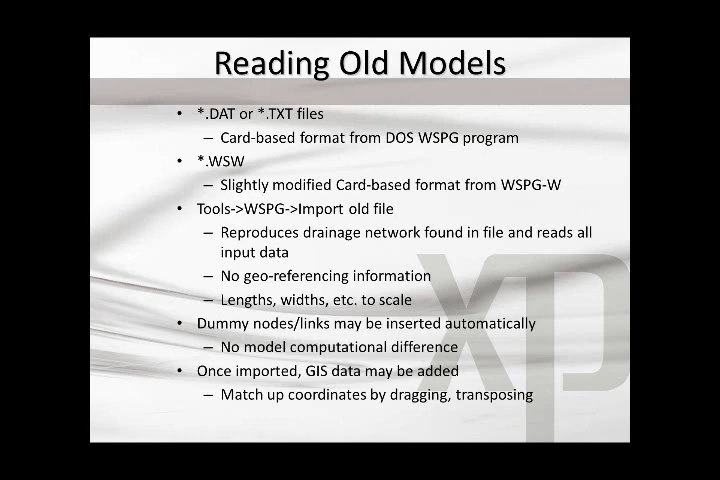 Reading Old Models
• *.DAT or *.TXT files
– Card-based format from DOS WSPG program
• *.WSW
– Slightly modified Card-based format from WSPG-W
• Tools->WSPG->Import old file
– Reproduces drainage network found in file and reads all
input data
– No geo-referencing information
– Lengths, widths, etc. to scale
• Dummy nodes/links may be inserted automatically
– No model computational difference
• Once imported, GIS data may be added
– Match up coordinates by dragging, transposing
xp